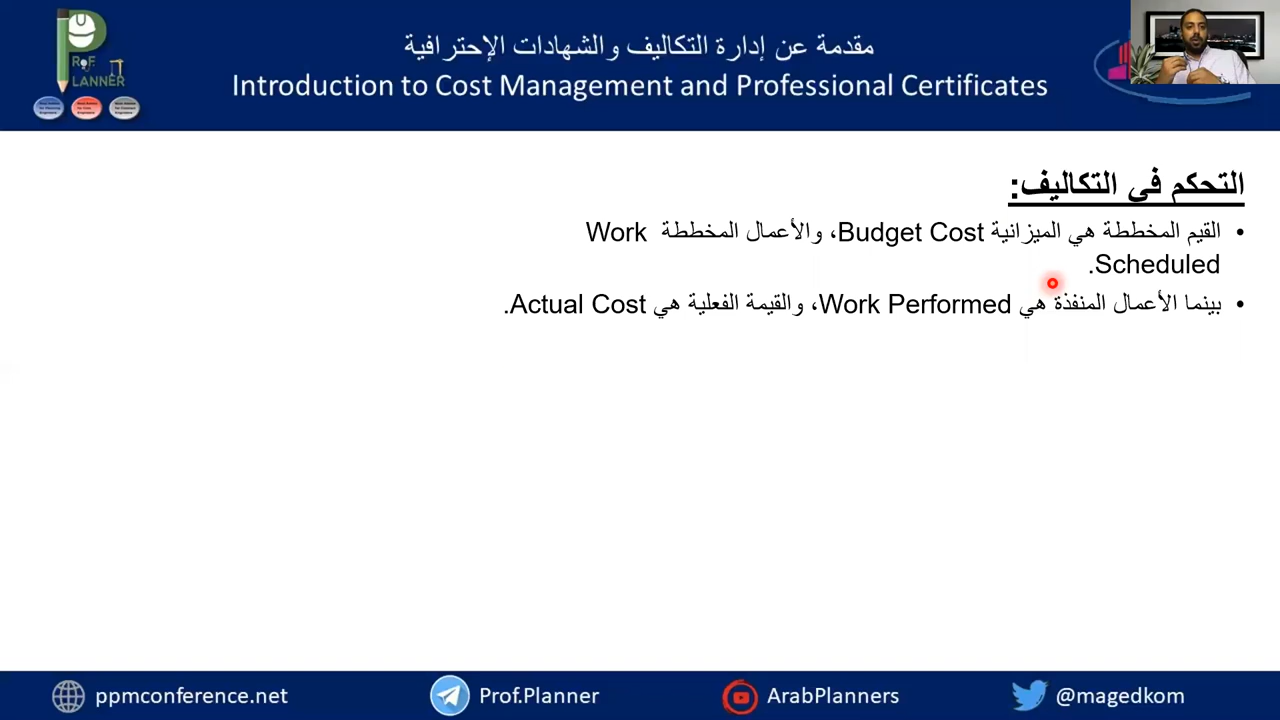 مقدمة عن إدارة التكاليف والشهادات الإحترافية
Introduction to Cost Management and Professional Certificates
P
R●F
LANNER
التحكم في التكاليف:
• القيم المخططة هي الميزانية Budget Cost، والأعمال المخططة Work
Scheduled.
• بينما الأعمال المنفذة هي Work Performed، والقيمة الفعلية هي Actual Cost.
ppmconference.net
Prof.Planner
ArabPlanners
@magedkom